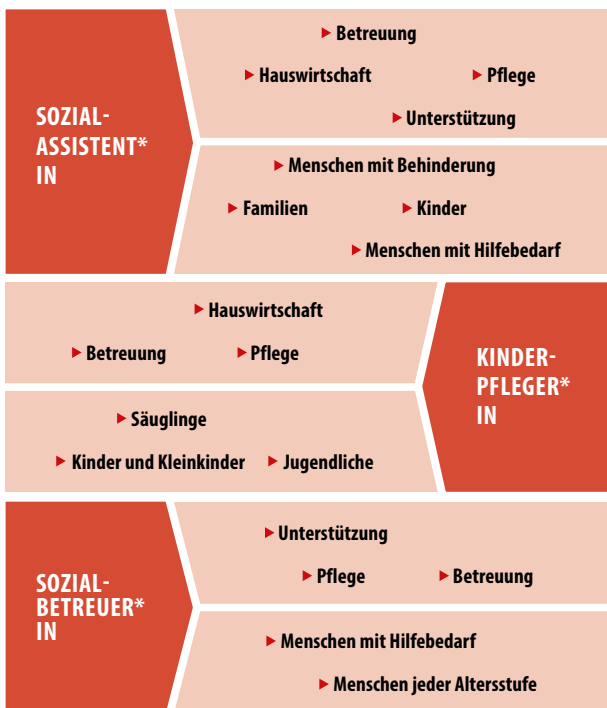 SOZIAL-
ASSISTENT*
IN
▶ Betreuung
▶ Hauswirtschaft ▶ Pflege
▶ Unterstützung
▶ Menschen mit Behinderung
▶ Familien ▶ Kinder
▶ Menschen mit Hilfebedarf
▶ Hauswirtschaft
▶ Betreuung ▶ Pflege
▶ Säuglinge
▶ Kinder und Kleinkinder ▶ Jugendliche
KINDER-
PFLEGER*
IN
SOZIAL-
BETREUER*
IN
▶ Unterstützung
▶ Pflege ▶ Betreuung
▶ Menschen mit Hilfebedarf
▶ Menschen jeder Altersstufe